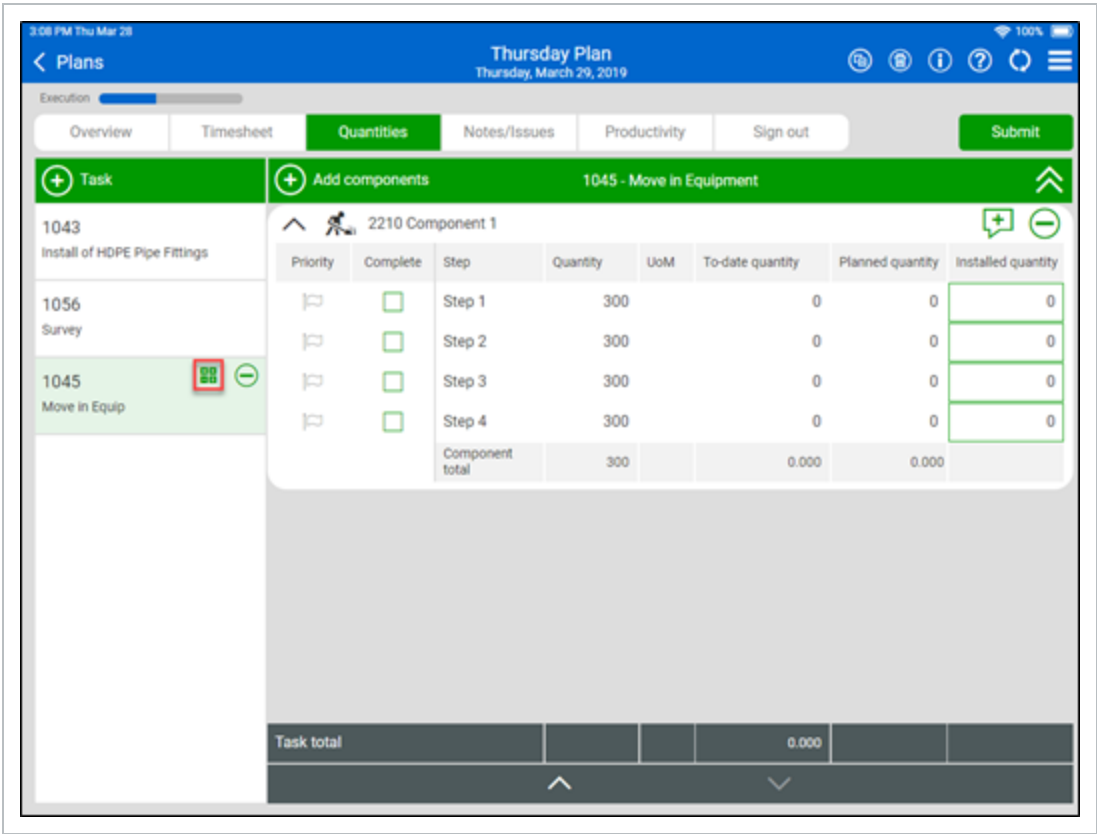 3:08 PM Thu Mar 28
100%
Plans
Thursday Plan
Thursday, March 29, 2019
Execution
Overview Timesheet Quantities Notes/Issues Productivity Sign out Submit
Task
Add components 1045 - Move in Equipment
1043
Install of HDPE Pipe Fittings
1056
Survey
1045
Move in Equip
2210 Component 1
Priority Complete Step Quantity UoM To-date quantity Planned quantity Installed quantity
Step 1 300 0 0 0
Step 2 300 0 0 0
Step 3 300 0 0 0
Step 4 300 0 0 0
Component
total 300 0.000 0.000
Task total 0.000